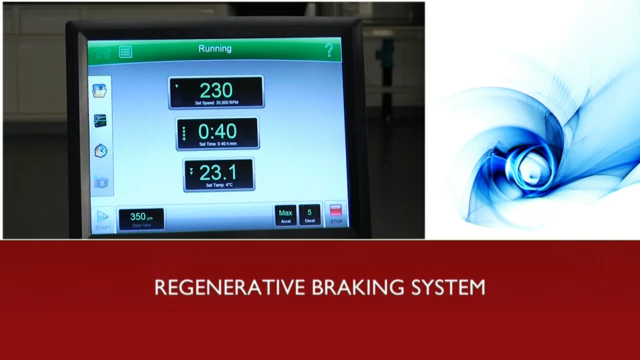 Running
?
230
Set Speed: 35,000 RPM
0:40
Set Time: 0:40 h:mm
23.1
Set Temp: 4°C
350 μm
Max
Accel
5
Decel
START
STOP
REGENERATIVE BRAKING SYSTEM